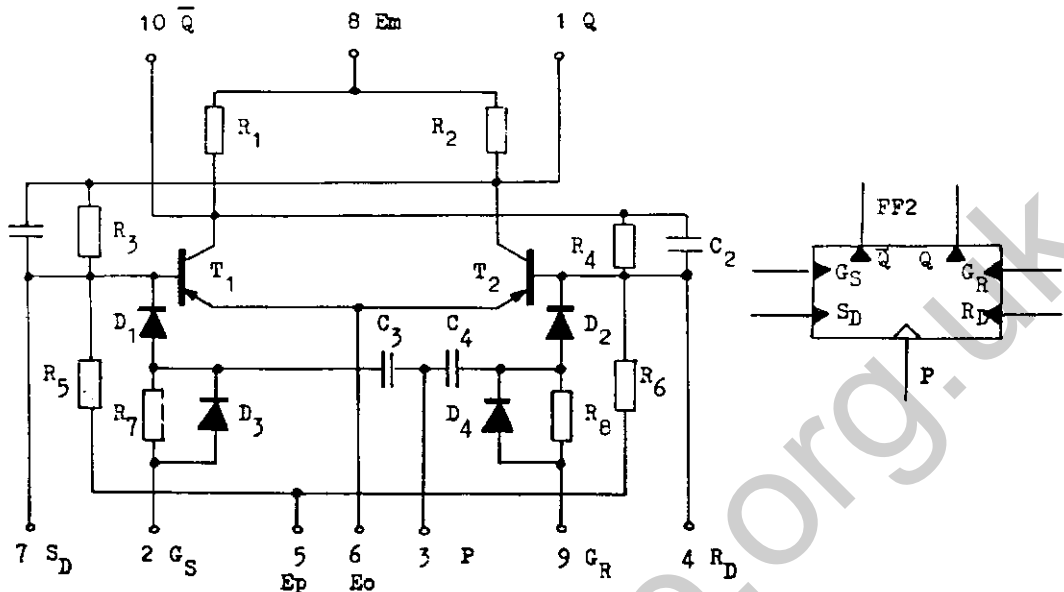 10 Q̅ 8 Em 1 Q
R1 R2
R3 R4 C2
T1 T2
D1 C3 C4 D2
R5 R7 D3 D4 R8 R6
7 SD 2 GS 5 6 3 P 9 GR 4 RD
Ep Eo
FF2
Q̅ Q
GS GR
SD RD
P
.org.uk